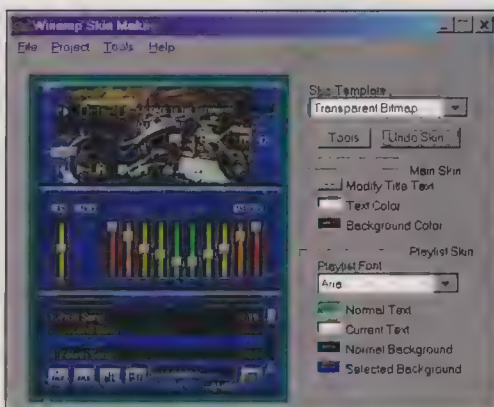 Winamp Skin Maker
File Project Tools Help
Skin Template
Transparent Bitmap
Tools Undo Skin
Main Skin
Modify Title Text
Text Color
Background Color
Playlist Skin
Playlist Font
Arial
Normal Text
Current Text
Normal Background
Selected Background